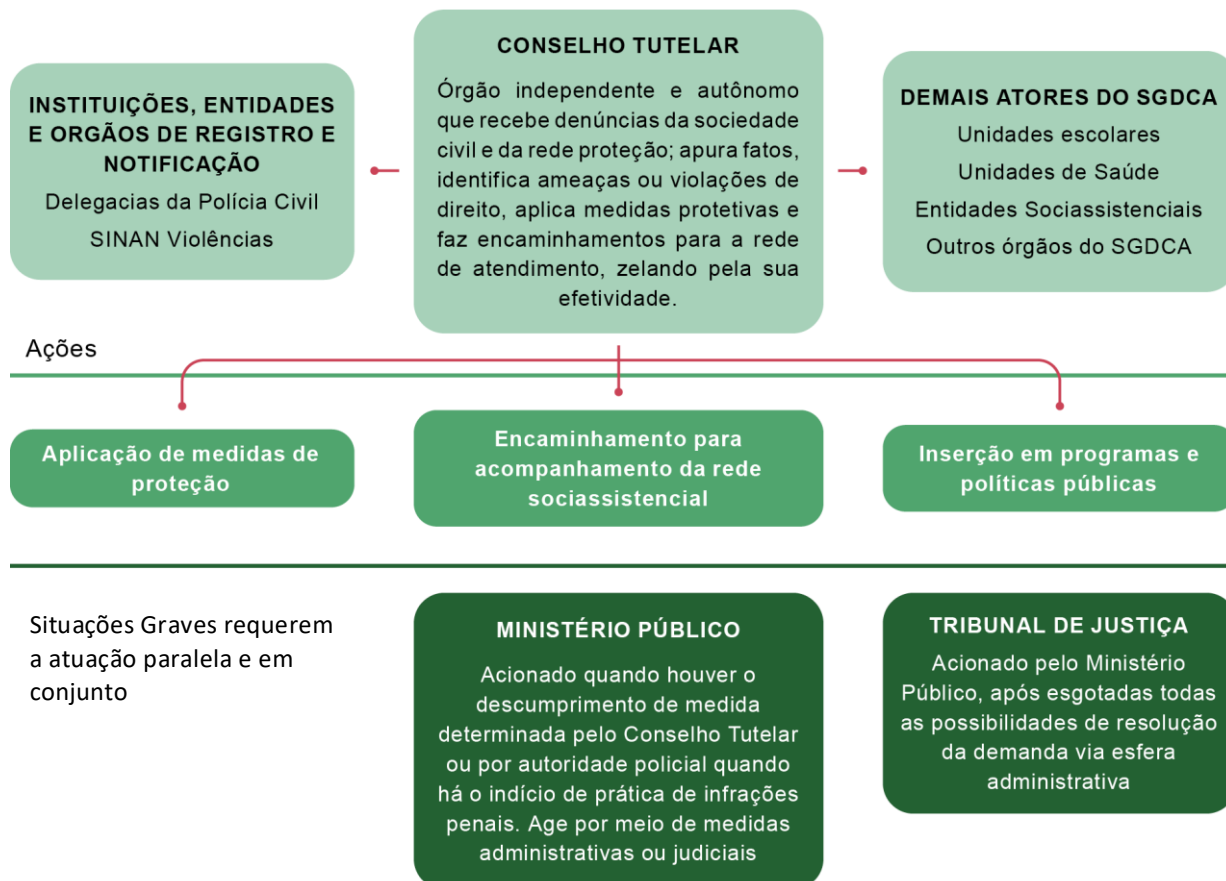 INSTITUIÇÕES, ENTIDADES
E ORGÃOS DE REGISTRO E
NOTIFICAÇÃO
Delegacias da Polícia Civil
SINAN Violências
CONSELHO TUTELAR
Órgão independente e autônomo
que recebe denúncias da sociedade
civil e da rede proteção; apura fatos,
identifica ameaças ou violações de
direito, aplica medidas protetivas e
faz encaminhamentos para a rede
de atendimento, zelando pela sua
efetividade.
DEMAIS ATORES DO SGDCA
Unidades escolares
Unidades de Saúde
Entidades Sociassistenciais
Outros órgãos do SGDCA
Ações
Aplicação de medidas de
proteção
Encaminhamento para
acompanhamento da rede
sociassistencial
Inserção em programas e
políticas públicas
Situações Graves requerem
a atuação paralela e em
conjunto
MINISTÉRIO PÚBLICO
Acionado quando houver o
descumprimento de medida
determinada pelo Conselho Tutelar
ou por autoridade policial quando
há o indício de prática de infrações
penais. Age por meio de medidas
administrativas ou judiciais
TRIBUNAL DE JUSTIÇA
Acionado pelo Ministério
Público, após esgotadas todas
as possibilidades de resolução
da demanda via esfera
administrativa